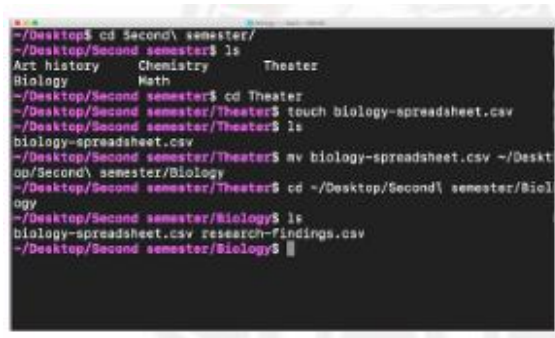 ~/Desktop$ cd Second\ semester/
~/Desktop/Second semester$ ls
Art history Chemistry Theater
Biology Math
~/Desktop/Second semester$ cd Theater
~/Desktop/Second semester/Theater$ touch biology-spreadsheet.csv
~/Desktop/Second semester/Theater$ ls
biology-spreadsheet.csv
~/Desktop/Second semester/Theater$ mv biology-spreadsheet.csv ~/Deskt
op/Second\ semester/Biology
~/Desktop/Second semester/Theater$ cd ~/Desktop/Second\ semester/Biol
ogy
~/Desktop/Second semester/Biology$ ls
biology-spreadsheet.csv research-findings.csv
~/Desktop/Second semester/Biology$